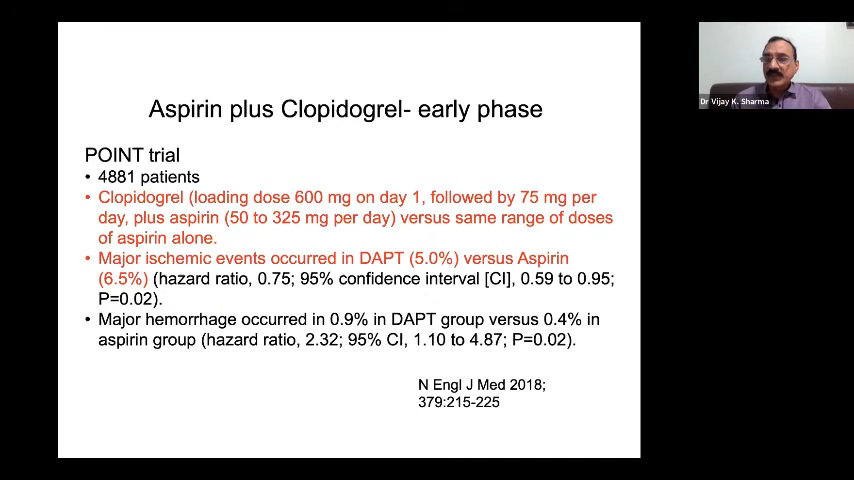 Aspirin plus Clopidogrel- early phase
POINT trial
• 4881 patients
• Clopidogrel (loading dose 600 mg on day 1, followed by 75 mg per
day, plus aspirin (50 to 325 mg per day) versus same range of doses
of aspirin alone.
• Major ischemic events occurred in DAPT (5.0%) versus Aspirin
(6.5%) (hazard ratio, 0.75; 95% confidence interval [CI], 0.59 to 0.95;
P=0.02).
• Major hemorrhage occurred in 0.9% in DAPT group versus 0.4% in
aspirin group (hazard ratio, 2.32; 95% CI, 1.10 to 4.87; P=0.02).
N Engl J Med 2018;
379:215-225
Dr Vijay K. Sharma